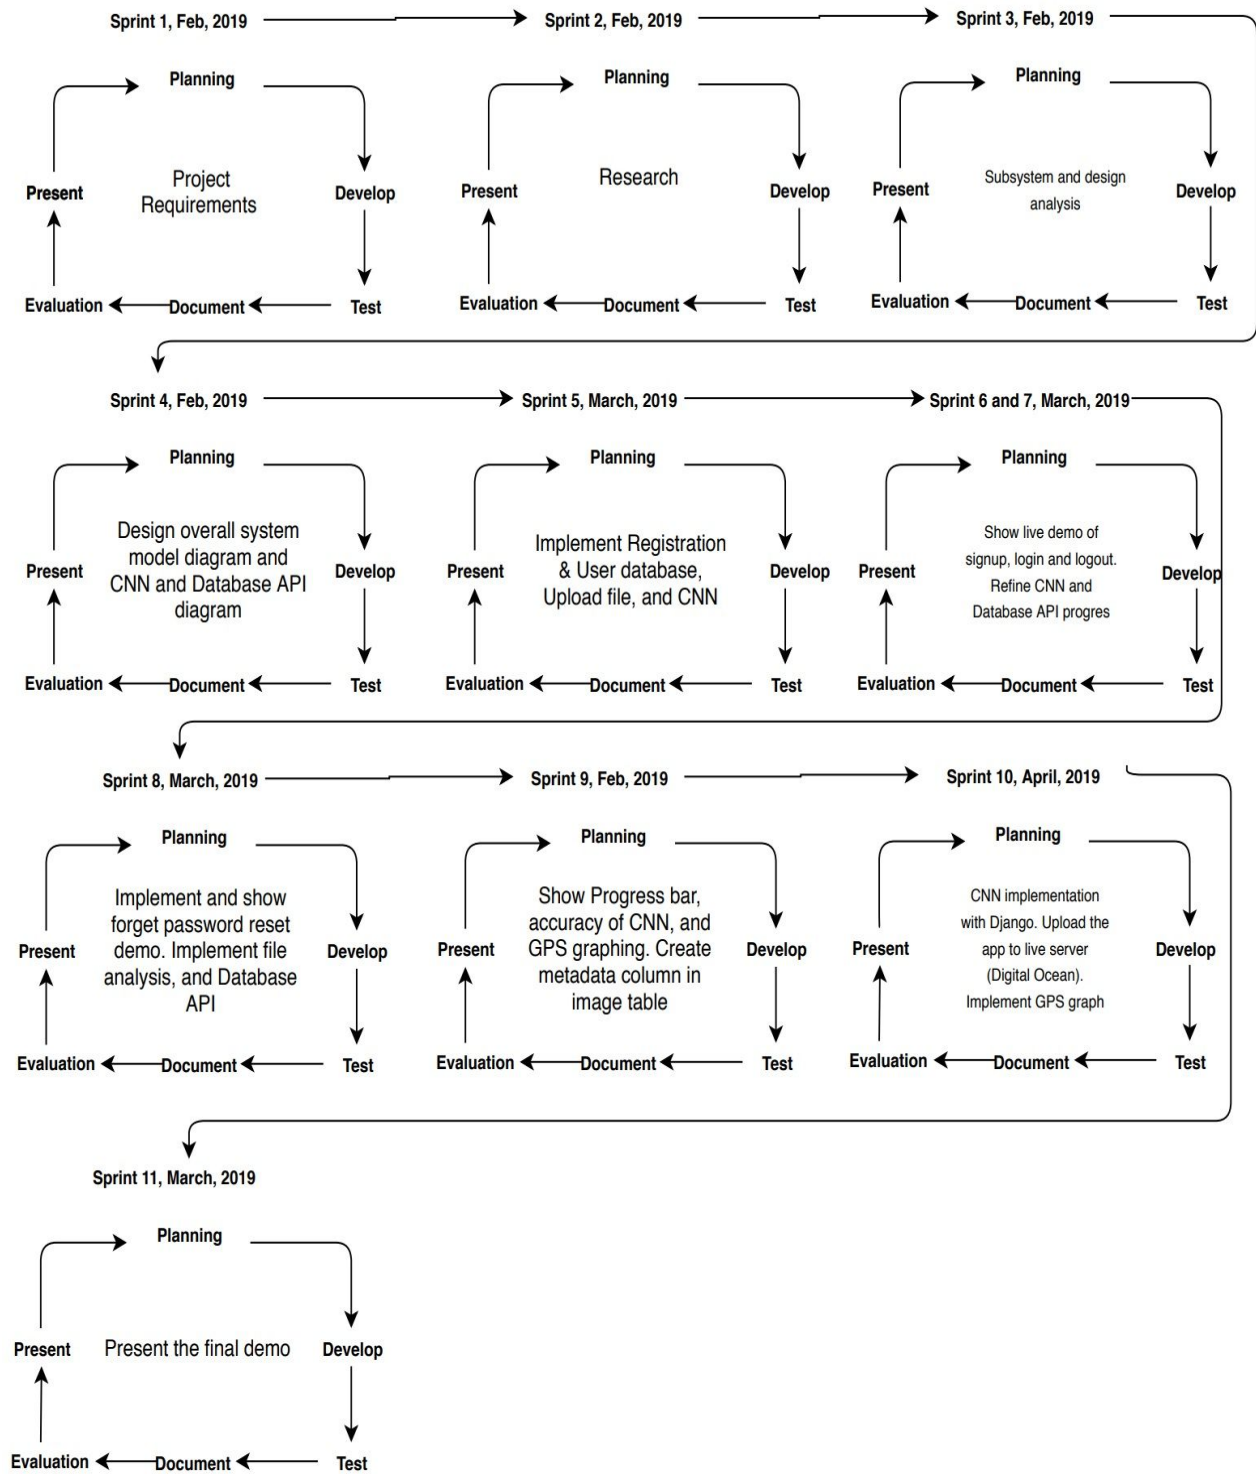 Sprint 1, Feb, 2019
Sprint 2, Feb, 2019
Sprint 3, Feb, 2019
Planning
Present
Project
Requirements
Develop
Evaluation
Document
Test
Planning
Present
Research
Develop
Evaluation
Document
Test
Planning
Present
Subsystem and design
analysis
Develop
Evaluation
Document
Test
Sprint 4, Feb, 2019
Sprint 5, March, 2019
Sprint 6 and 7, March, 2019
Planning
Present
Design overall system
model diagram and
CNN and Database API
diagram
Develop
Evaluation
Document
Test
Planning
Present
Implement Registration
& User database,
Upload file, and CNN
Develop
Evaluation
Document
Test
Planning
Present
Show live demo of
signup, login and logout.
Refine CNN and
Database API progres
Develop
Evaluation
Document
Test
Sprint 8, March, 2019
Sprint 9, Feb, 2019
Sprint 10, April, 2019
Planning
Present
Implement and show
forget password reset
demo. Implement file
analysis, and Database
API
Develop
Evaluation
Document
Test
Planning
Present
Show Progress bar,
accuracy of CNN, and
GPS graphing. Create
metadata column in
image table
Develop
Evaluation
Document
Test
Planning
Present
CNN implementation
with Django. Upload the
app to live server
(Digital Ocean).
Implement GPS graph
Develop
Evaluation
Document
Test
Sprint 11, March, 2019
Planning
Present
Present the final demo
Develop
Evaluation
Document
Test